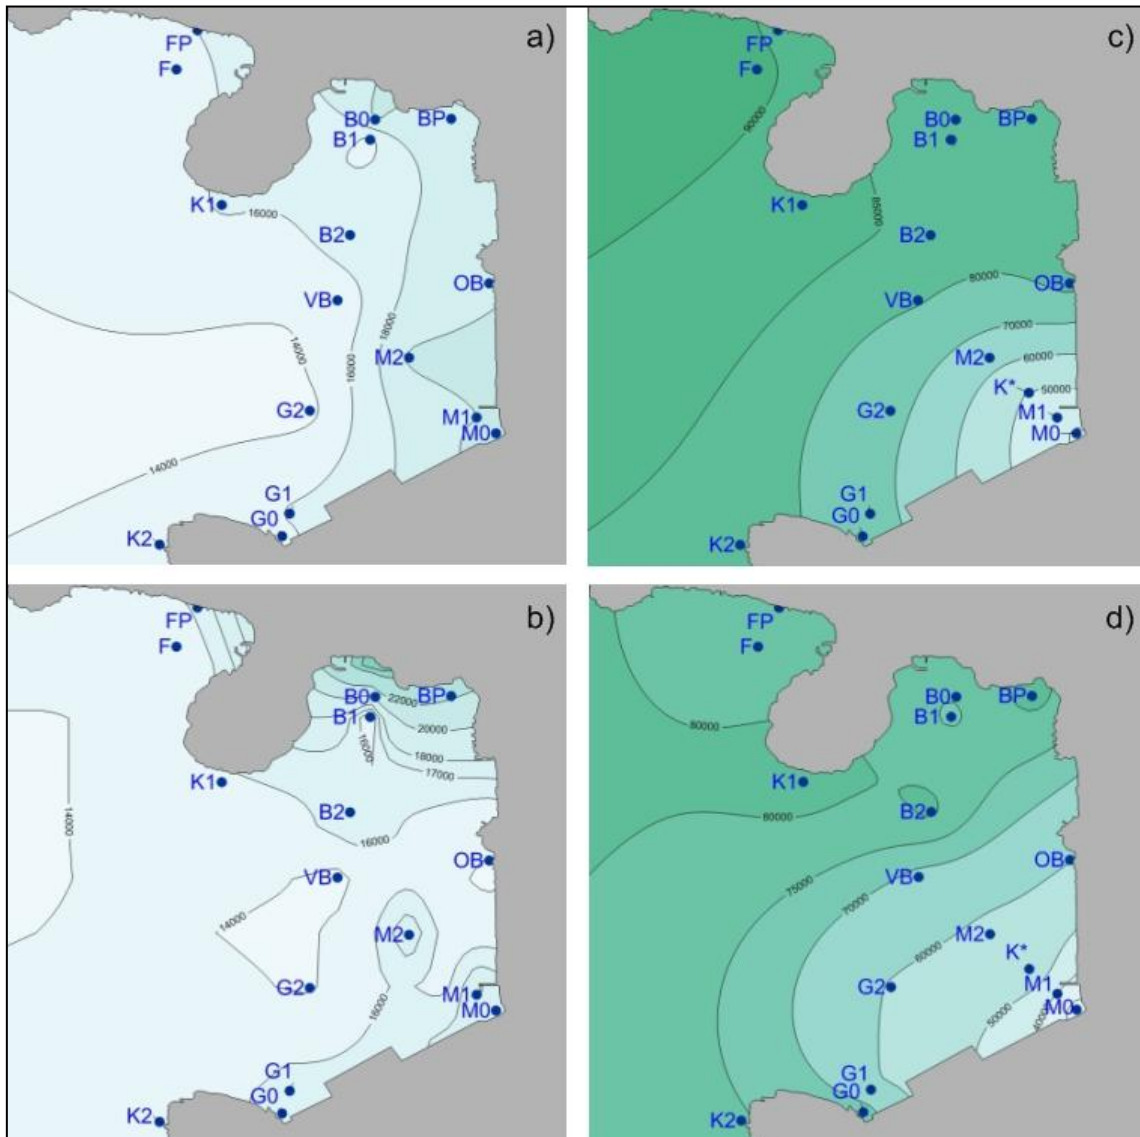 a)
FP
F
B0
BP
B1
K1
16000
B2
OB
VB
18000
14000
16000
M2
G2
M1
M0
14000
G1
G0
K2
c)
FP
F
90000
B0
BP
B1
K1
85000
B2
80000
OB
VB
70000
M2
60000
K*
50000
G2
M1
M0
G1
G0
K2
b)
FP
F
B0
22000
BP
B1
20000
16000
18000
17000
K1
14000
B2
16000
OB
VB
14000
M2
G2
M1
16000
M0
G1
G0
K2
d)
FP
F
80000
B0
BP
B1
K1
80000
B2
OB
75000
VB
70000
M2
60000
K*
G2
M1
50000
40000
M0
G1
G0
K2